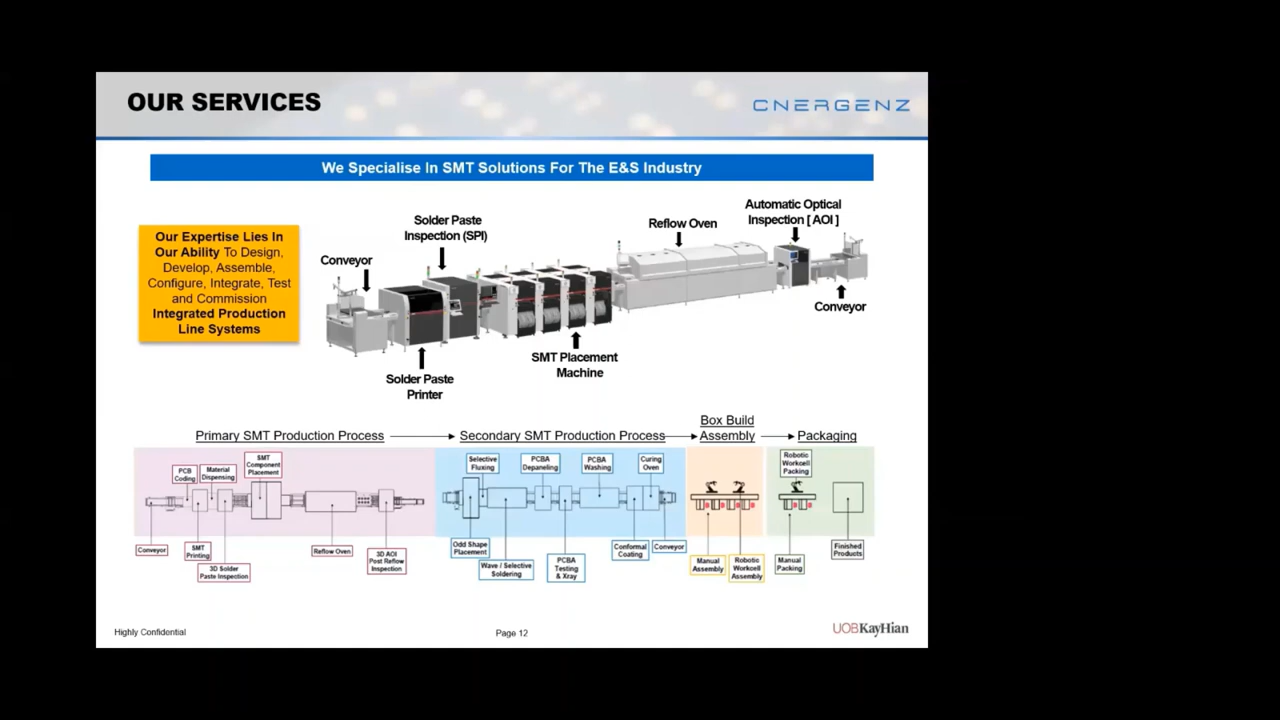 OUR SERVICES
CNERGENZ
We Specialise In SMT Solutions For The E&S Industry
Our Expertise Lies In
Our Ability To Design,
Develop, Assemble,
Configure, Integrate, Test
and Commission
Integrated Production
Line Systems
Conveyor
Solder Paste
Inspection (SPI)
Reflow Oven
Automatic Optical
Inspection [ AOI ]
Solder Paste
Printer
SMT Placement
Machine
Conveyor
Primary SMT Production Process
Secondary SMT Production Process
Box Build
Assembly
Packaging
PCB
Coding
Material
Dispensing
SMT
Component
Placement
Conveyor
SMT
Printing
3D Solder
Paste Inspection
Reflow Oven
3D AOI
Post Reflow
Inspection
Selective
Fluxing
PCBA
Depaneling
PCBA
Washing
Curing
Oven
Odd Shape
Placement
Wave / Selective
Soldering
PCBA
Testing
& Xray
Conformal
Coating
Conveyor
Manual
Assembly
Robotic
Workcell
Assembly
Robotic
Workcell
Packing
Manual
Packing
Finished
Products
Highly Confidential
Page 12
UOBKayHian